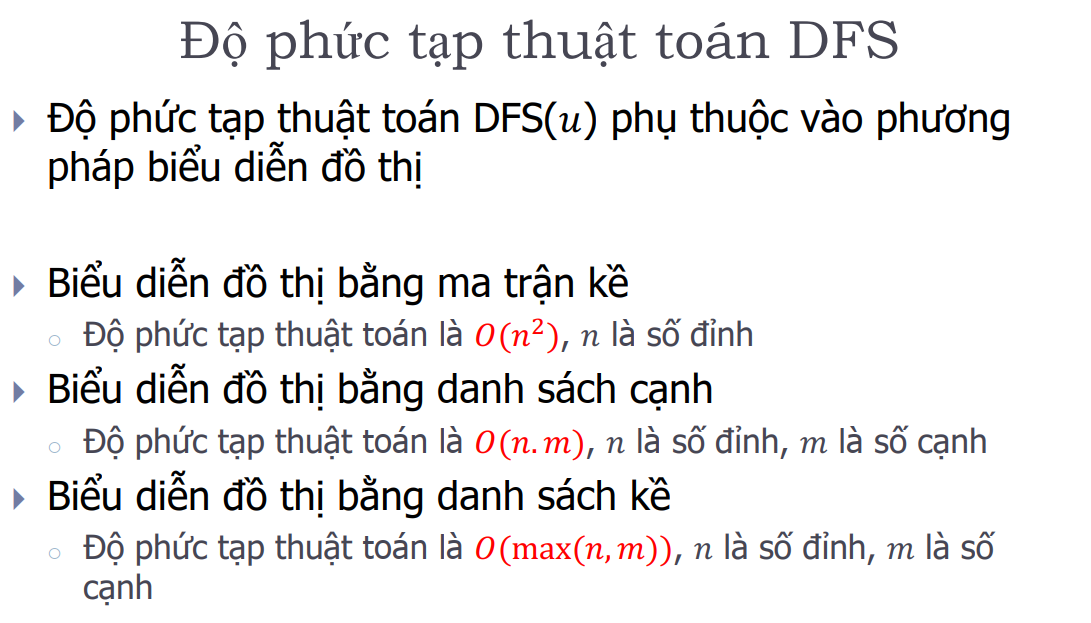 Độ phức tạp thuật toán DFS
Độ phức tạp thuật toán DFS(𝑢) phụ thuộc vào phương
pháp biểu diễn đồ thị
Biểu diễn đồ thị bằng ma trận kề
Độ phức tạp thuật toán là 𝑂(𝑛²), 𝑛 là số đỉnh
Biểu diễn đồ thị bằng danh sách cạnh
Độ phức tạp thuật toán là 𝑂(𝑛.𝑚), 𝑛 là số đỉnh, 𝑚 là số cạnh
Biểu diễn đồ thị bằng danh sách kề
Độ phức tạp thuật toán là 𝑂(max(𝑛,𝑚)), 𝑛 là số đỉnh, 𝑚 là số
cạnh